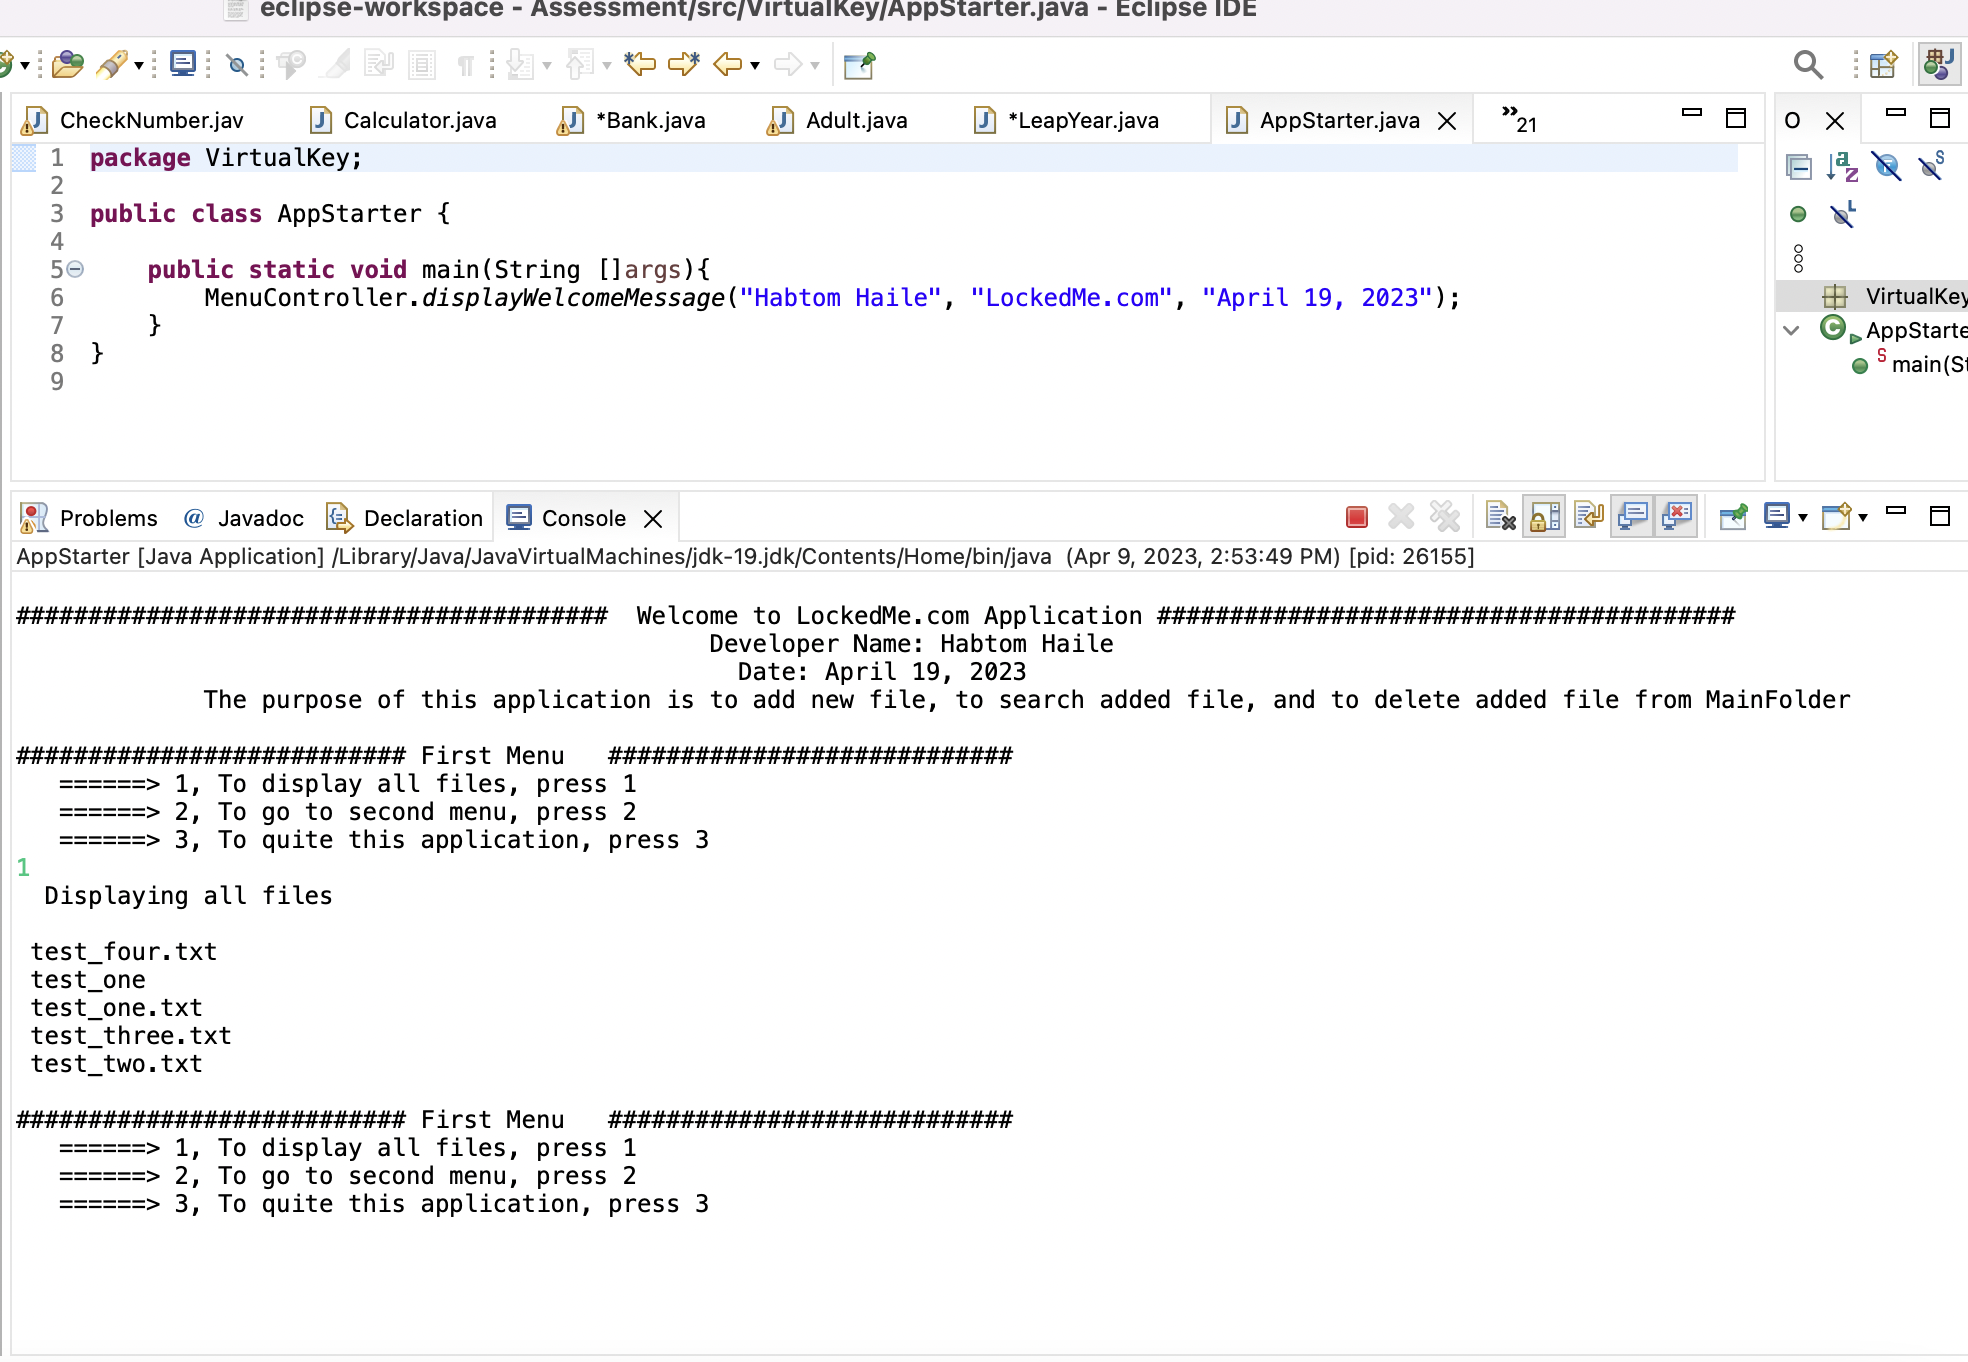 eclipse-workspace - Assessment/src/VirtualKey/AppStarter.java - Eclipse IDE
CheckNumber.jav Calculator.java *Bank.java Adult.java *LeapYear.java AppStarter.java »21 O
1 package VirtualKey;
2
3 public class AppStarter {
4
5     public static void main(String []args){
6         MenuController.displayWelcomeMessage("Habtom Haile", "LockedMe.com", "April 19, 2023");
7     }
8 }
9
VirtualKey
AppStarte
S main(St
Problems @ Javadoc Declaration Console
AppStarter [Java Application] /Library/Java/JavaVirtualMachines/jdk-19.jdk/Contents/Home/bin/java  (Apr 9, 2023, 2:53:49 PM) [pid: 26155]
#########################################  Welcome to LockedMe.com Application ########################################
Developer Name: Habtom Haile
Date: April 19, 2023
The purpose of this application is to add new file, to search added file, and to delete added file from MainFolder
########################### First Menu   ############################
======> 1, To display all files, press 1
======> 2, To go to second menu, press 2
======> 3, To quite this application, press 3
1
Displaying all files
test_four.txt
test_one
test_one.txt
test_three.txt
test_two.txt
########################### First Menu   ############################
======> 1, To display all files, press 1
======> 2, To go to second menu, press 2
======> 3, To quite this application, press 3